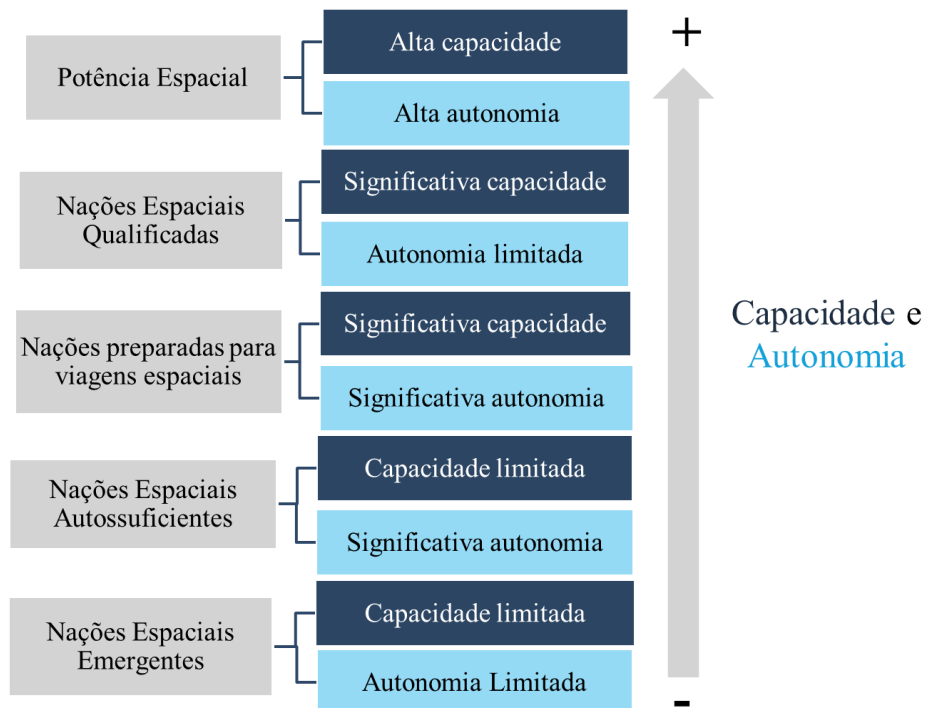 Potência Espacial
Alta capacidade
Alta autonomia
Nações Espaciais
Qualificadas
Significativa capacidade
Autonomia limitada
Nações preparadas para
viagens espaciais
Significativa capacidade
Significativa autonomia
Nações Espaciais
Autossuficientes
Capacidade limitada
Significativa autonomia
Nações Espaciais
Emergentes
Capacidade limitada
Autonomia Limitada
+
Capacidade e
Autonomia
-